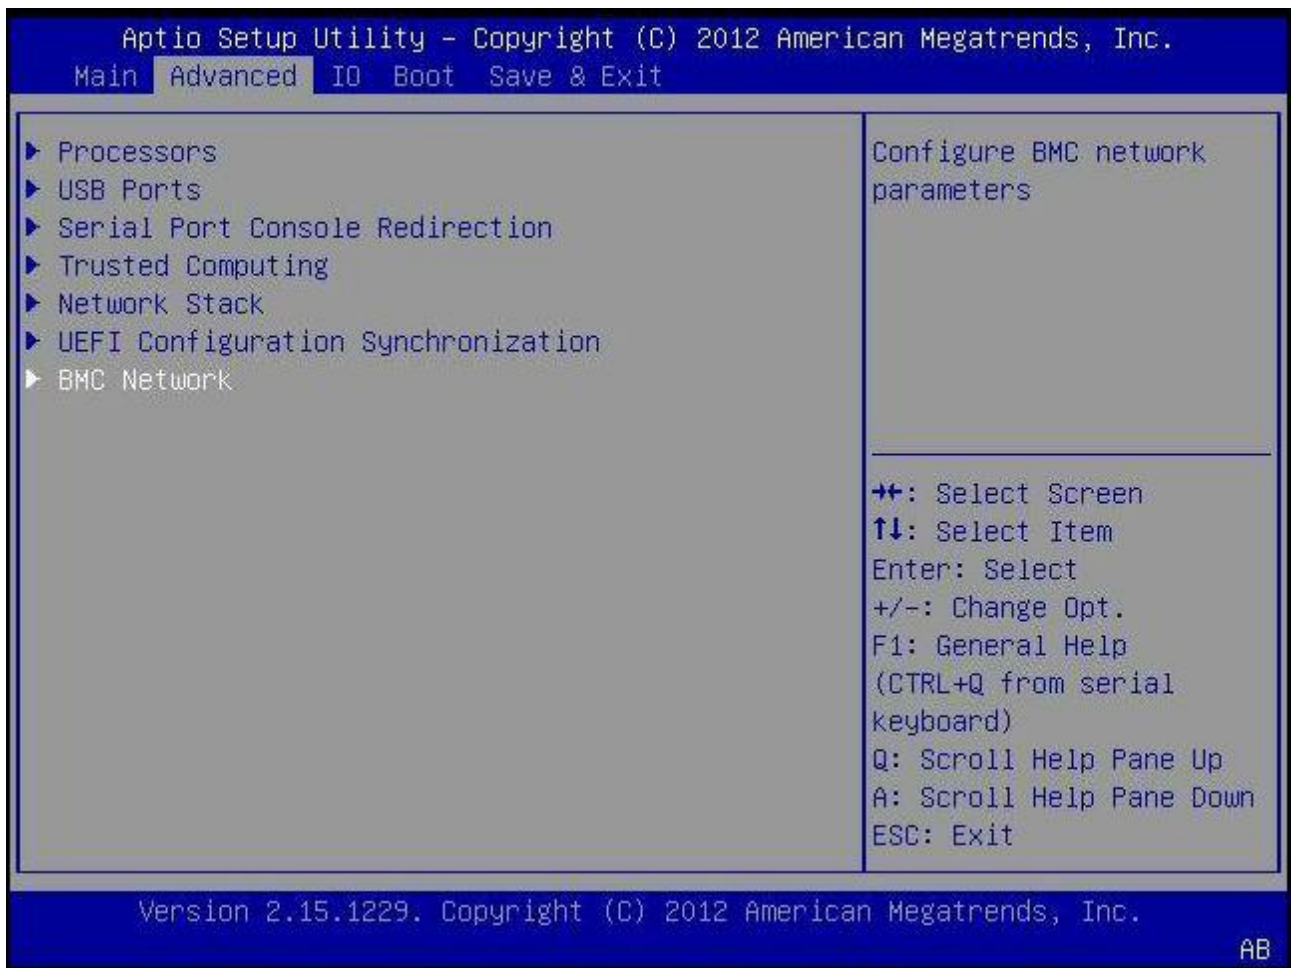 Aptio Setup Utility – Copyright (C) 2012 American Megatrends, Inc.
Main Advanced IO Boot Save & Exit
Processors
USB Ports
Serial Port Console Redirection
Trusted Computing
Network Stack
UEFI Configuration Synchronization
BMC Network
Configure BMC network
parameters
→←: Select Screen
↑↓: Select Item
Enter: Select
+/-: Change Opt.
F1: General Help
(CTRL+Q from serial
keyboard)
Q: Scroll Help Pane Up
A: Scroll Help Pane Down
ESC: Exit
Version 2.15.1229. Copyright (C) 2012 American Megatrends, Inc.
AB